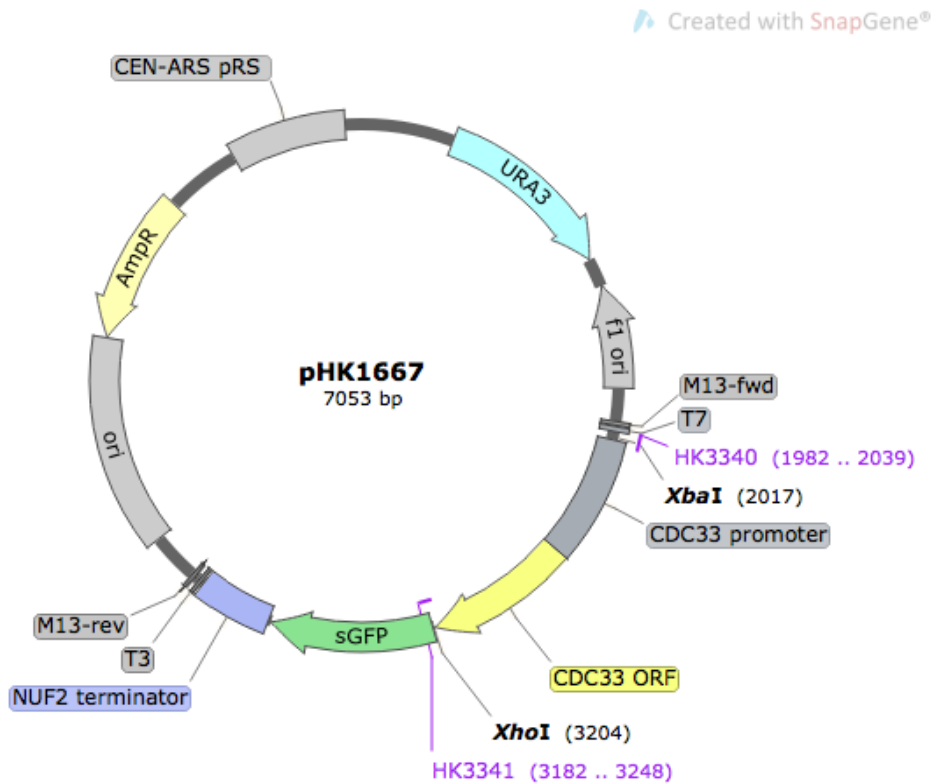 Created with SnapGene®
CEN-ARS pRS
URA3
AmpR
f1 ori
pHK1667
7053 bp
M13-fwd
T7
HK3340 (1982 .. 2039)
ori
XbaI (2017)
CDC33 promoter
M13-rev
sGFP
T3
CDC33 ORF
NUF2 terminator
XhoI (3204)
HK3341 (3182 .. 3248)